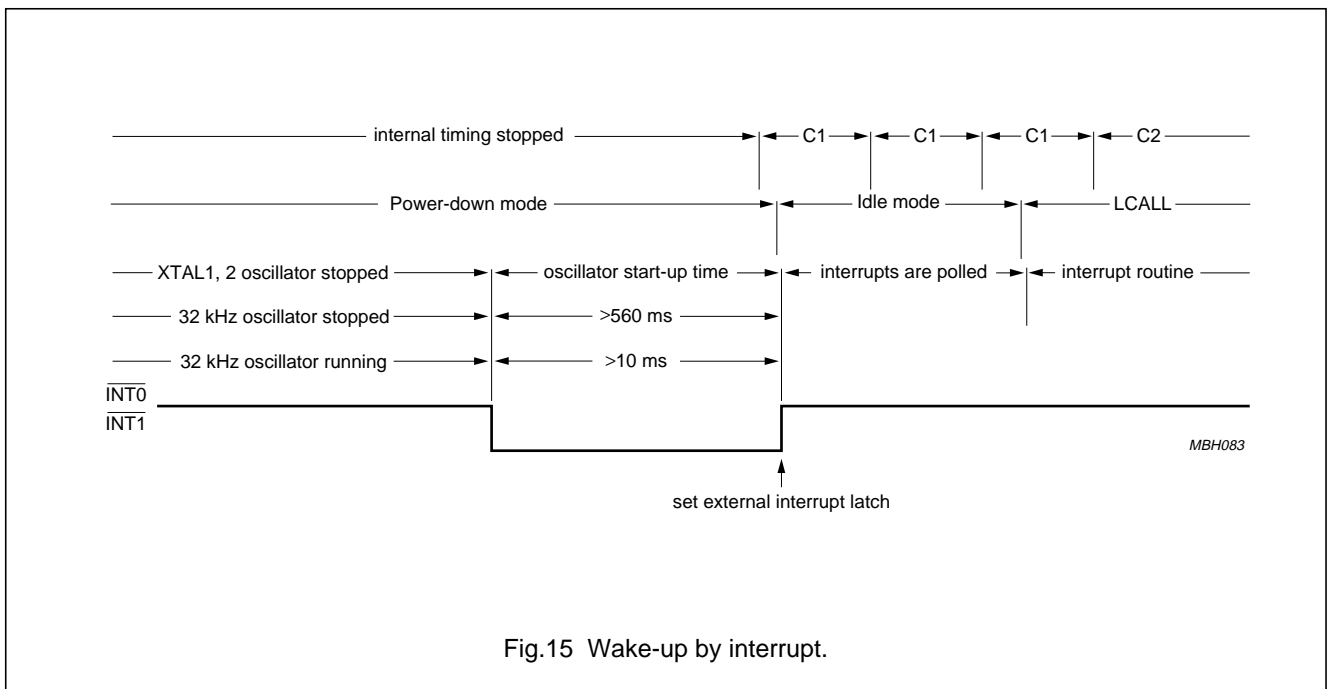 internal timing stopped C1 C1 C1 C2
Power-down mode Idle mode LCALL
XTAL1, 2 oscillator stopped oscillator start-up time interrupts are polled interrupt routine
32 kHz oscillator stopped >560 ms
32 kHz oscillator running >10 ms
INT0
INT1
MBH083
set external interrupt latch
Fig.15 Wake-up by interrupt.